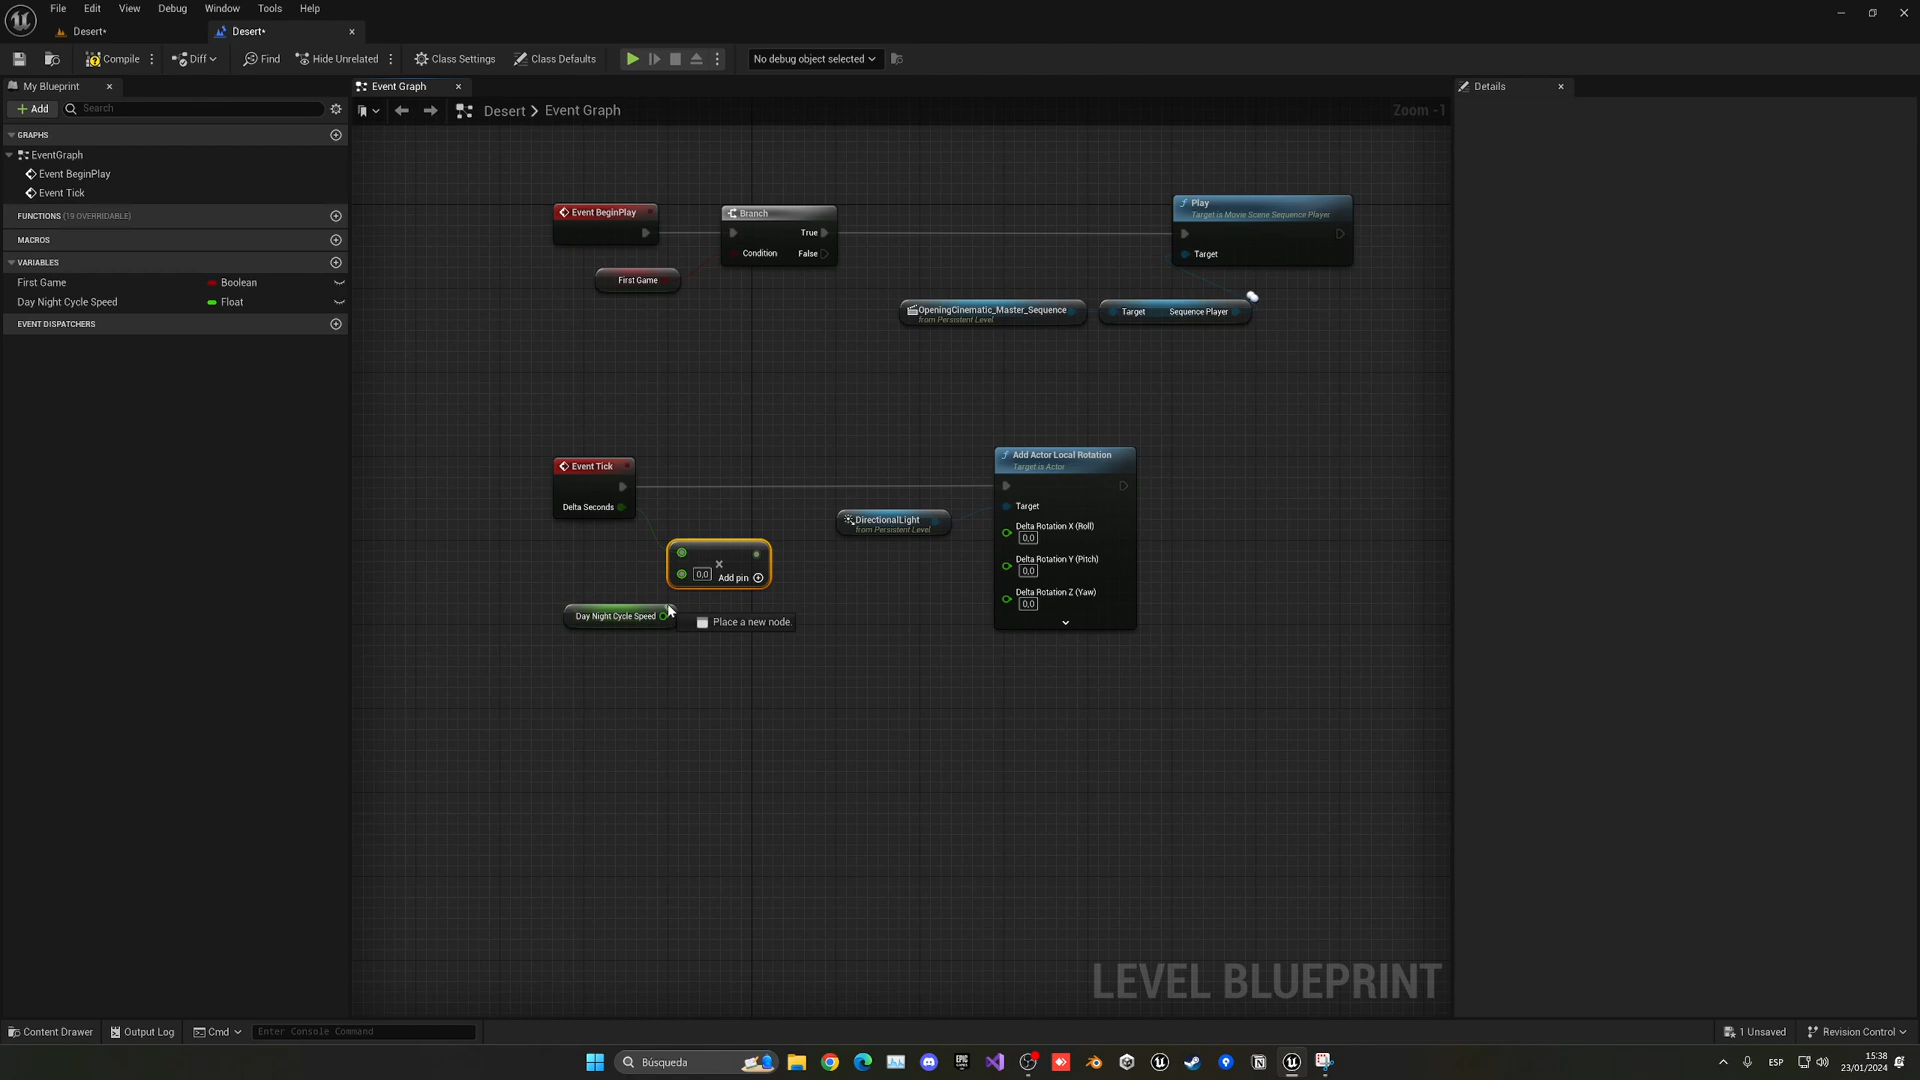 File Edit View Debug Window Tools Help
Desert* Desert*
Compile Diff Find Hide Unrelated Class Settings Class Defaults No debug object selected
My Blueprint Event Graph Details
Add Search Desert > Event Graph Zoom -1
GRAPHS
EventGraph
Event BeginPlay
Event Tick
FUNCTIONS (19 OVERRIDABLE)
MACROS
VARIABLES
First Game Boolean
Day Night Cycle Speed Float
EVENT DISPATCHERS
Event BeginPlay
Branch
True
Condition False
First Game
Play
Target is Movie Scene Sequence Player
Target
OpeningCinematic_Master_Sequence
from Persistent Level
Target Sequence Player
Event Tick
Delta Seconds
0,0
Add pin
Day Night Cycle Speed
Place a new node.
DirectionalLight
from Persistent Level
Add Actor Local Rotation
Target is Actor
Target
Delta Rotation X (Roll)
0,0
Delta Rotation Y (Pitch)
0,0
Delta Rotation Z (Yaw)
0,0
LEVEL BLUEPRINT
Content Drawer Output Log Cmd Enter Console Command 1 Unsaved Revision Control
Búsqueda ESP 15:38
23/01/2024